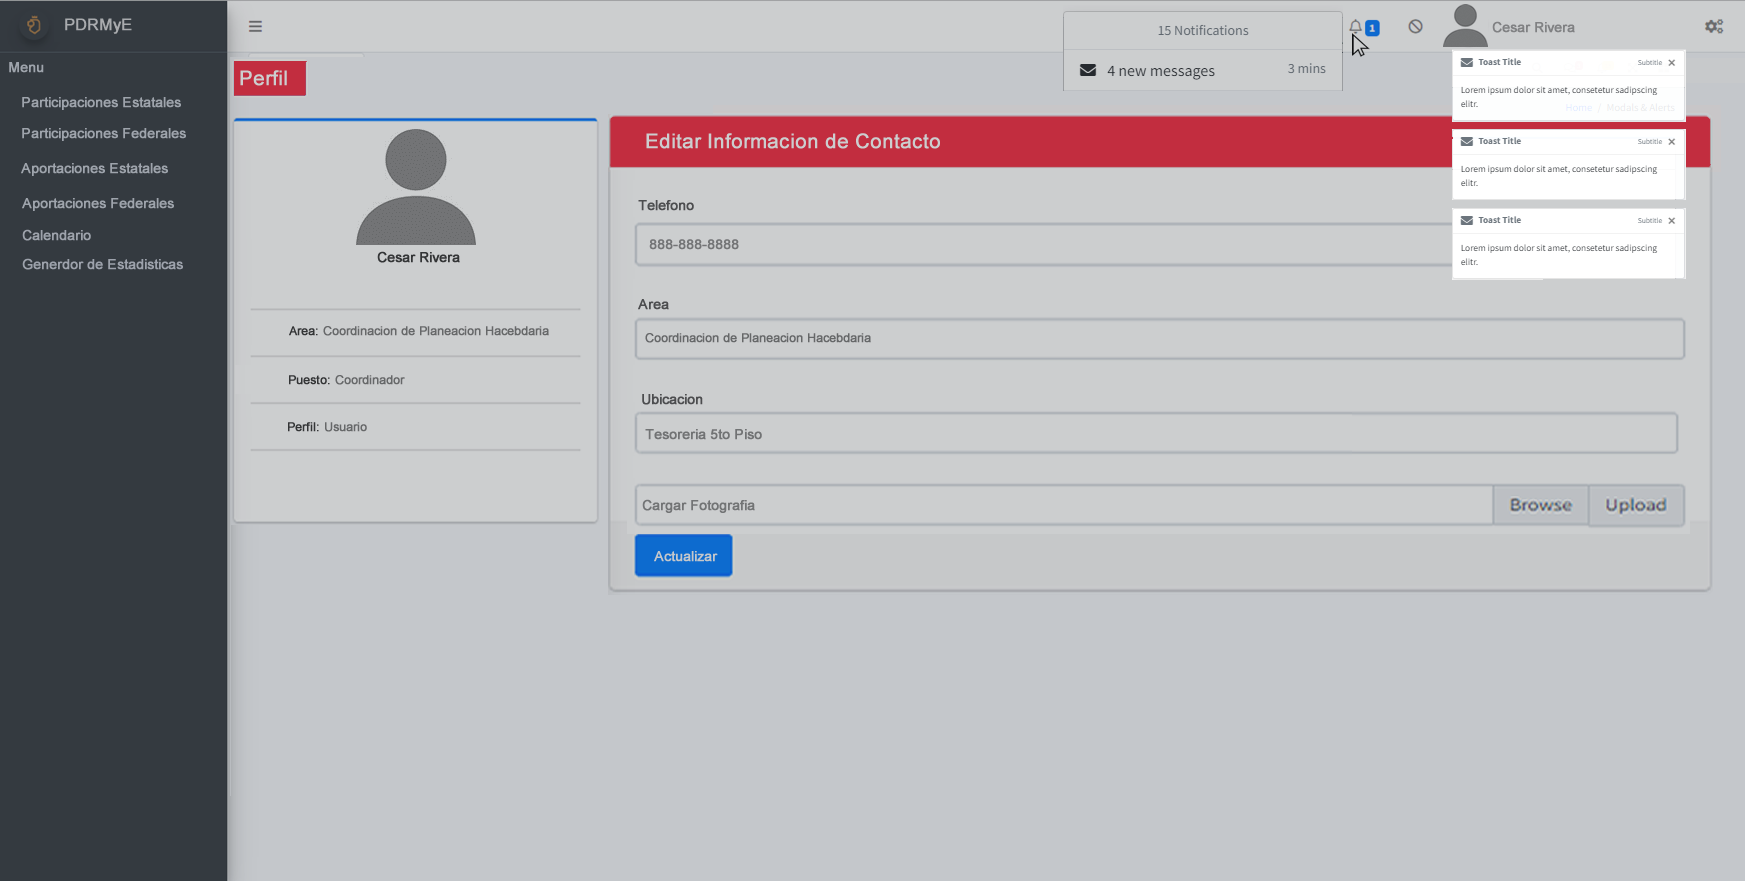 PDRMyE
Menu
Participaciones Estatales
Participaciones Federales
Aportaciones Estatales
Aportaciones Federales
Calendario
Generdor de Estadisticas
15 Notifications
4 new messages 3 mins
1
Cesar Rivera
Perfil
Cesar Rivera
Area: Coordinacion de Planeacion Hacebdaria
Puesto: Coordinador
Perfil: Usuario
Editar Informacion de Contacto
Telefono
888-888-8888
Area
Coordinacion de Planeacion Hacebdaria
Ubicacion
Tesoreria 5to Piso
Cargar Fotografia Browse Upload
Actualizar
Toast Title Subtitle ×
Lorem ipsum dolor sit amet, consetetur sadipscing
elitr.
Home / Modals & Alerts
Toast Title Subtitle ×
Lorem ipsum dolor sit amet, consetetur sadipscing
elitr.
Toast Title Subtitle ×
Lorem ipsum dolor sit amet, consetetur sadipscing
elitr.